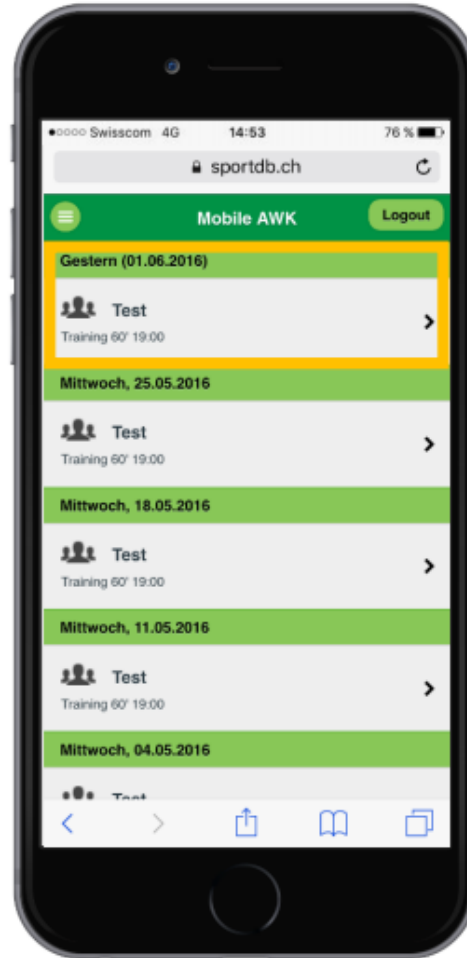 Swisscom 4G 14:53 76 %
sportdb.ch
Mobile AWK Logout
Gestern (01.06.2016)
Test
Training 60' 19:00
Mittwoch, 25.05.2016
Test
Training 60' 19:00
Mittwoch, 18.05.2016
Test
Training 60' 19:00
Mittwoch, 11.05.2016
Test
Training 60' 19:00
Mittwoch, 04.05.2016
Test